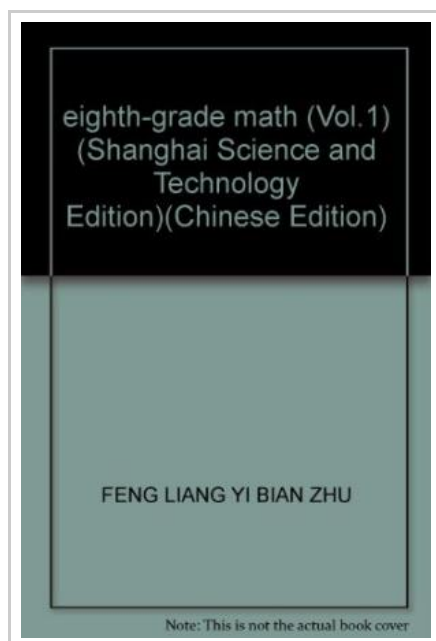 eighth-grade math (Vol.1)
(Shanghai Science and
Technology
Edition)(Chinese Edition)
FENG LIANG YI BIAN ZHU
Note: This is not the actual book cover